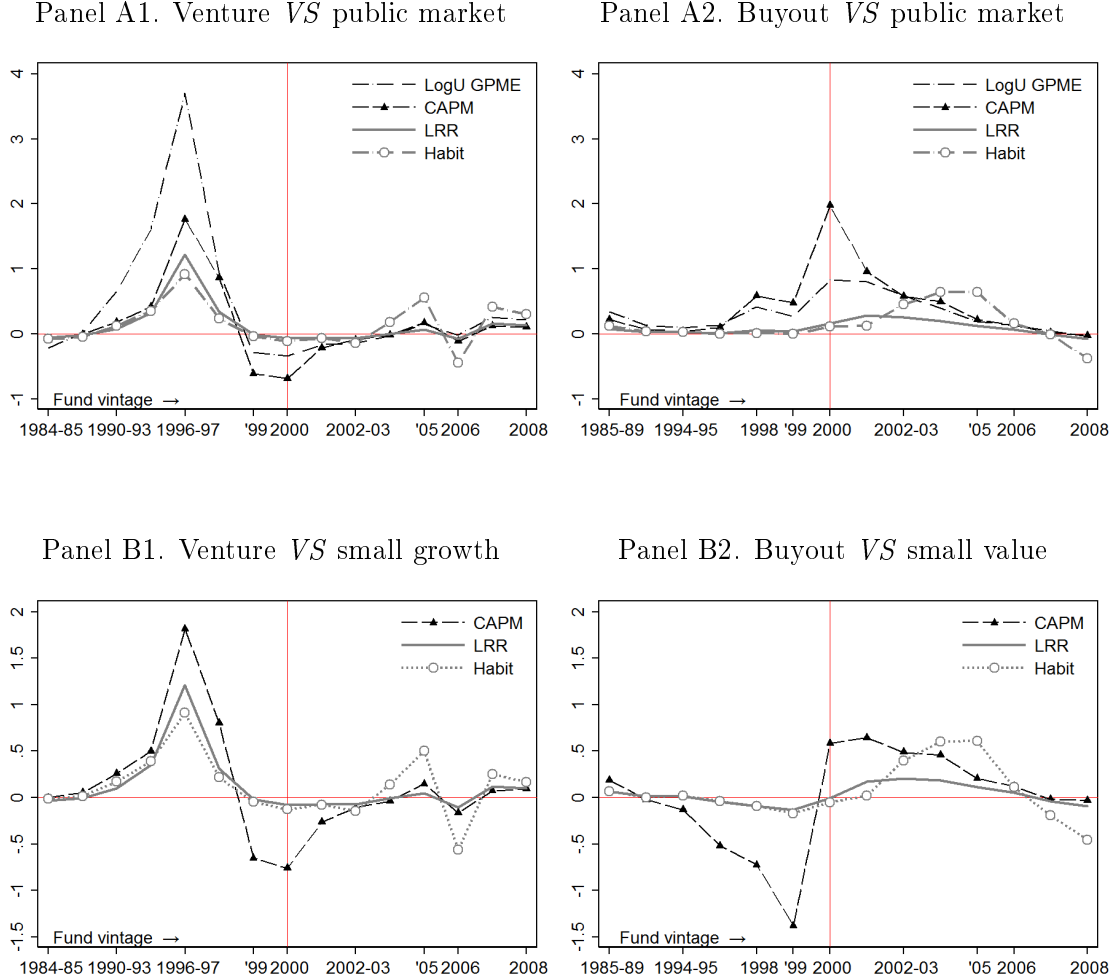 Panel A1. Venture VS public market
4
3
2
1
0
-1
LogU GPME
CAPM
LRR
Habit
Fund vintage →
1984-85 1990-93 1996-97 '99 2000 2002-03 '05 2006 2008
Panel A2. Buyout VS public market
4
3
2
1
0
-1
LogU GPME
CAPM
LRR
Habit
Fund vintage →
1985-89 1994-95 1998 '99 2000 2002-03 '05 2006 2008
Panel B1. Venture VS small growth
2
1.5
1
.5
0
-.5
-1
-1.5
CAPM
LRR
Habit
Fund vintage →
1984-85 1990-93 1996-97 '99 2000 2002-03 '05 2006 2008
Panel B2. Buyout VS small value
2
1.5
1
.5
0
-.5
-1
-1.5
CAPM
LRR
Habit
Fund vintage →
1985-89 1994-95 1998 '99 2000 2002-03 '05 2006 2008